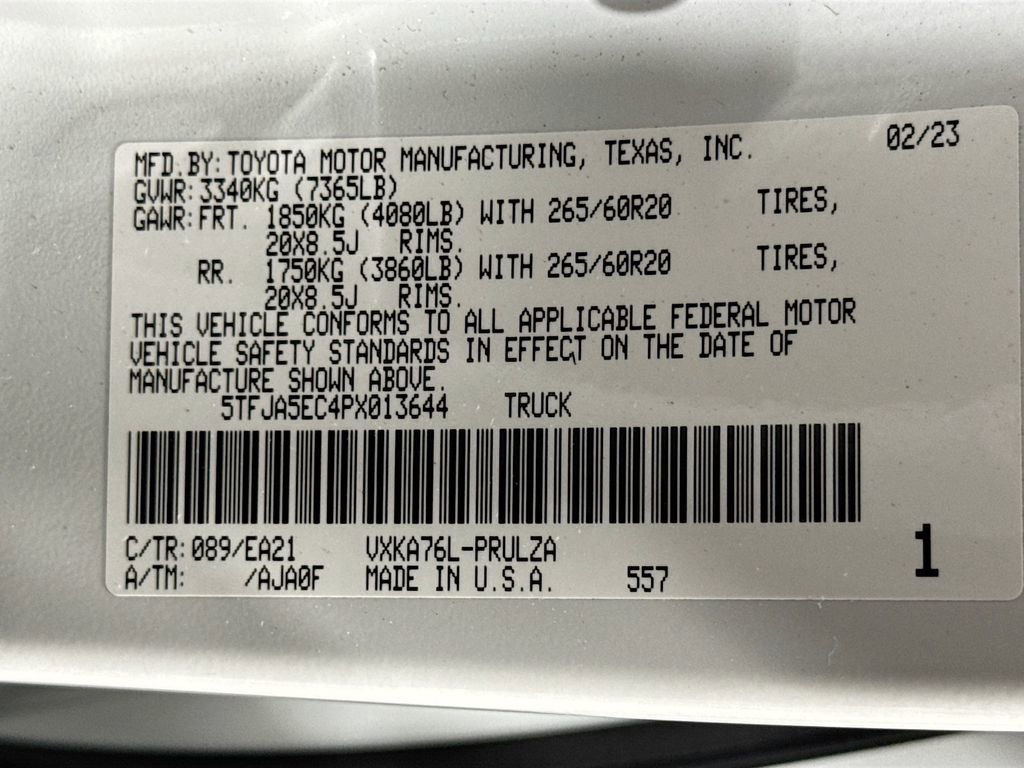 02/23
MFD.BY:TOYOTA MOTOR MANUFACTURING, TEXAS, INC.
GVWR:3340KG (7365LB)
GAWR:FRT. 1850KG (4080LB) WITH 265/60R20 TIRES,
20X8.5J RIMS.
RR. 1750KG (3860LB) WITH 265/60R20 TIRES,
20X8.5J RIMS.
THIS VEHICLE CONFORMS TO ALL APPLICABLE FEDERAL MOTOR
VEHICLE SAFETY STANDARDS IN EFFECT ON THE DATE OF
MANUFACTURE SHOWN ABOVE.
5TFJA5EC4PX013644 TRUCK
C/TR:089/EA21 VXKA76L-PRULZA
A/TM: /AJA0F MADE IN U.S.A. 557
1